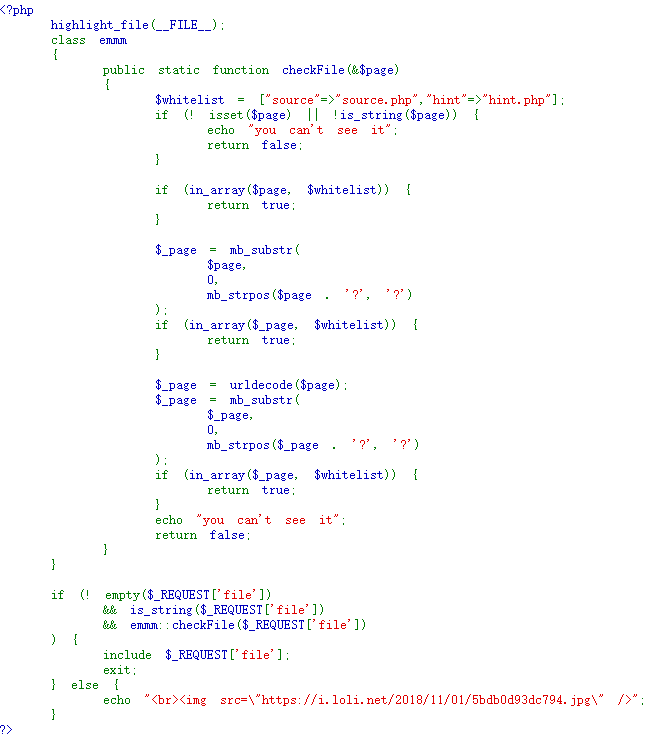 <?php
highlight_file(__FILE__);
class emmm
{
public static function checkFile(&$page)
{
$whitelist = ["source"=>"source.php","hint"=>"hint.php"];
if (! isset($page) || !is_string($page)) {
echo "you can't see it";
return false;
}
if (in_array($page, $whitelist)) {
return true;
}
$_page = mb_substr(
$page,
0,
mb_strpos($page . '?', '?')
);
if (in_array($_page, $whitelist)) {
return true;
}
$_page = urldecode($page);
$_page = mb_substr(
$_page,
0,
mb_strpos($_page . '?', '?')
);
if (in_array($_page, $whitelist)) {
return true;
}
echo "you can't see it";
return false;
}
}
if (! empty($_REQUEST['file'])
&& is_string($_REQUEST['file'])
&& emmm::checkFile($_REQUEST['file'])
) {
include $_REQUEST['file'];
exit;
} else {
echo "<br><img src=\"https://i.loli.net/2018/11/01/5bdb0d93dc794.jpg\" />";
}
?>